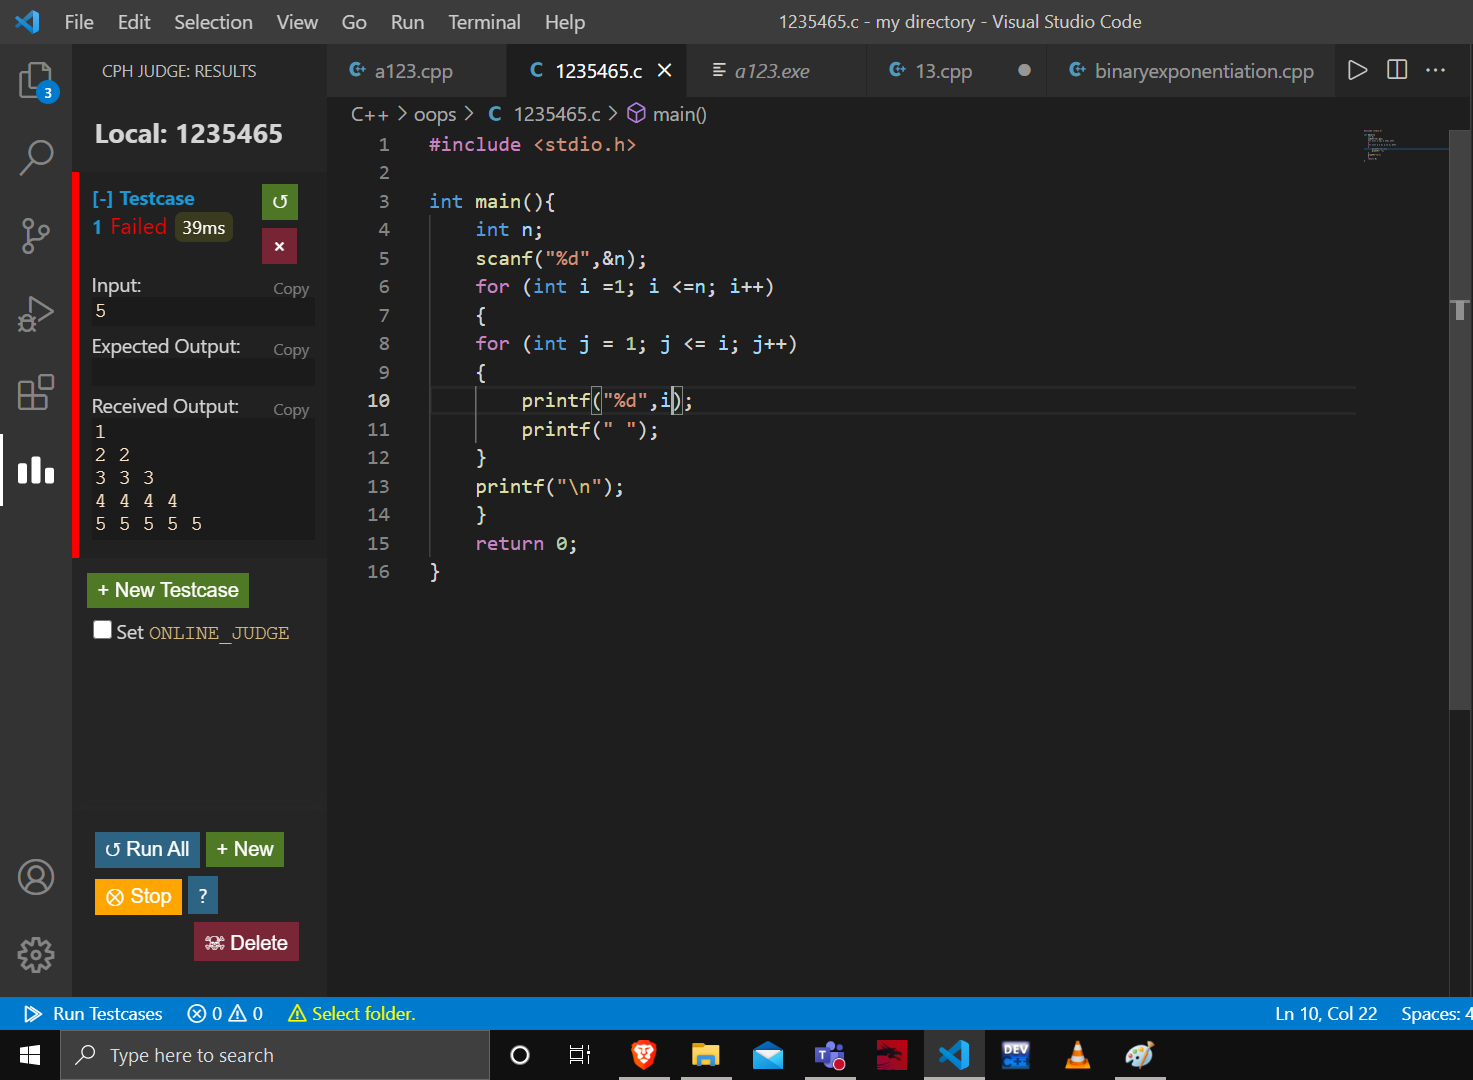 File Edit Selection View Go Run Terminal Help 1235465.c - my directory - Visual Studio Code
3
CPH JUDGE: RESULTS
Local: 1235465
[-] Testcase
1 Failed 39ms
Input: Copy
5
Expected Output: Copy
Received Output: Copy
1
2 2
3 3 3
4 4 4 4
5 5 5 5 5
+ New Testcase
Set ONLINE_JUDGE
Run All + New
Stop ?
Delete
a123.cpp 1235465.c a123.exe 13.cpp binaryexponentiation.cpp
C++ > oops > C 1235465.c > main()
1 #include <stdio.h>
2
3 int main(){
4 int n;
5 scanf("%d",&n);
6 for (int i =1; i <=n; i++)
7 {
8 for (int j = 1; j <= i; j++)
9 {
10 printf("%d",i);
11 printf(" ");
12 }
13 printf("\n");
14 }
15 return 0;
16 }
Run Testcases 0 0 Select folder. Ln 10, Col 22 Spaces: 4
Type here to search
DEV C++